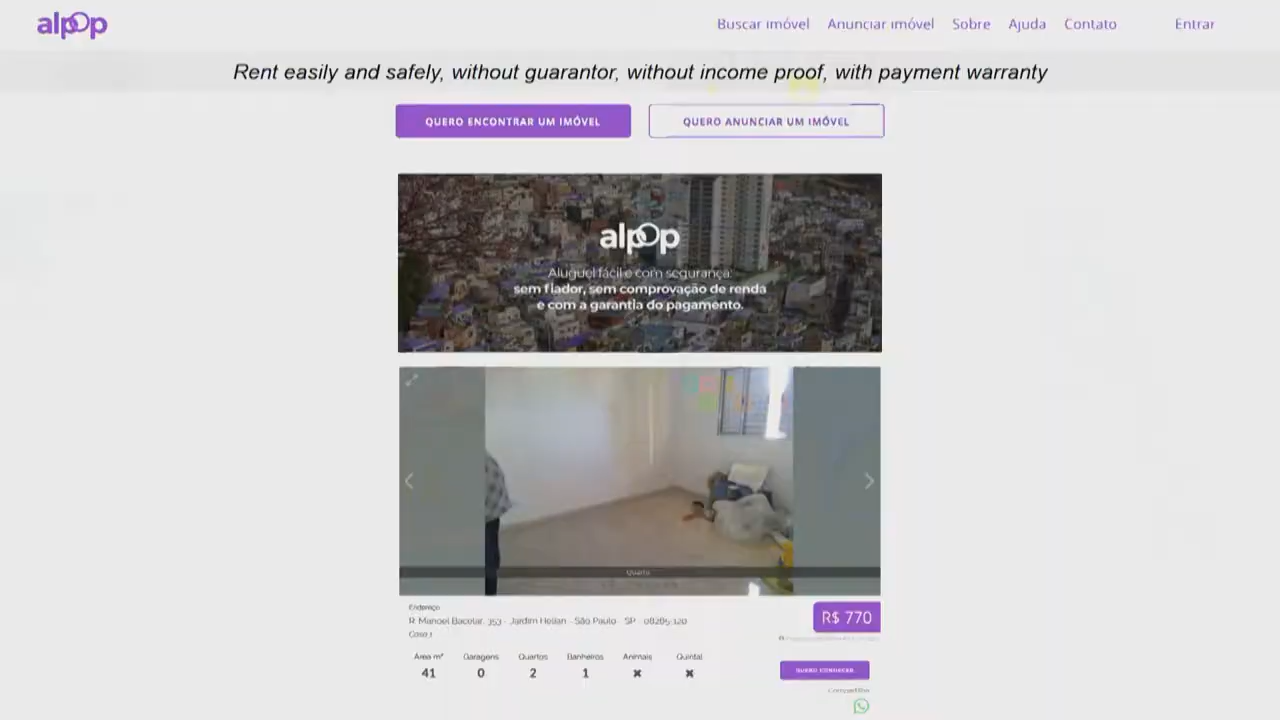 alpop
Buscar imóvel Anunciar imóvel Sobre Ajuda Contato Entrar
Rent easily and safely, without guarantor, without income proof, with payment warranty
QUERO ENCONTRAR UM IMÓVEL QUERO ANUNCIAR UM IMÓVEL
alpop
Aluguel fácil e com segurança:
sem fiador, sem comprovação de renda
e com a garantia do pagamento.
Quarto
Endereço
R. Manoel Bacelar, 353 - Jardim Helian - São Paulo - SP - 08285-120
Casa 1
R$ 770
Área m² Garagens Quartos Banheiros Animais Quintal
41 0 2 1 ✖ ✖
QUERO CONHECER
Compartilhe